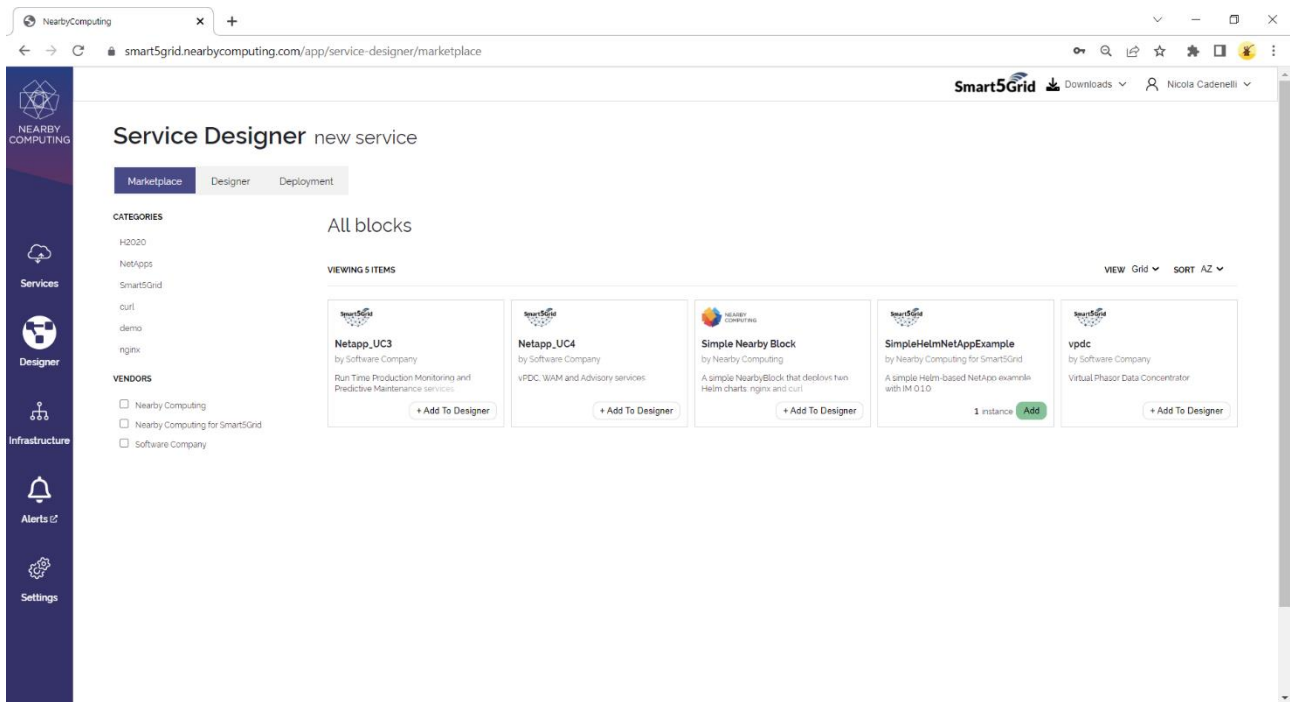 NearbyComputing
smart5grid.nearbycomputing.com/app/service-designer/marketplace
Smart5Grid Downloads Nicola Cadenelli
NEARBY
COMPUTING
Service Designer new service
Marketplace Designer Deployment
CATEGORIES
H2020
NetApps
Smart5Grid
curl
demo
nginx
VENDORS
Nearby Computing
Nearby Computing for Smart5Grid
Software Company
Services
Designer
Infrastructure
Alerts
Settings
All blocks
VIEWING 5 ITEMS
VIEW Grid SORT AZ
Smart5Grid
Netapp_UC3
by Software Company
Run Time Production Monitoring and
Predictive Maintenance services
+ Add To Designer
Smart5Grid
Netapp_UC4
by Software Company
vPDC, WAM and Advisory services
+ Add To Designer
NEARBY
COMPUTING
Simple Nearby Block
by Nearby Computing
A simple NearbyBlock that deploys two
Helm charts: nginx and curl
+ Add To Designer
Smart5Grid
SimpleHelmNetAppExample
by Nearby Computing for Smart5Grid
A simple Helm-based NetApp example
with IM 0.1.0
1 instance Add
Smart5Grid
vpdc
by Software Company
Virtual Phasor Data Concentrator
+ Add To Designer